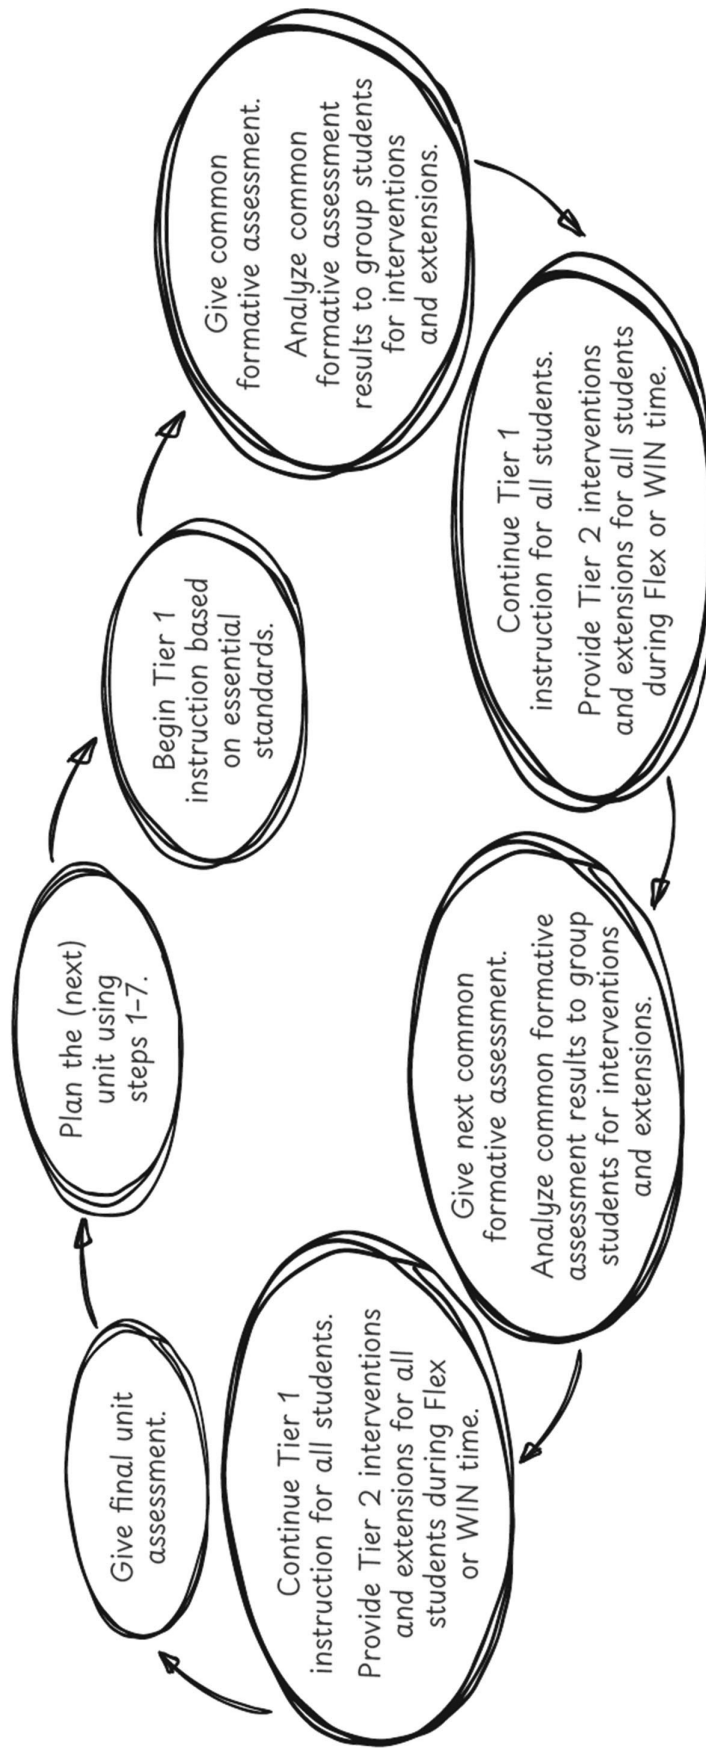 Plan the (next)
unit using
steps 1-7.
Begin Tier 1
instruction based
on essential
standards.
Give common
formative assessment.
Analyze common
formative assessment
results to group students
for interventions
and extensions.
Continue Tier 1
instruction for all students.
Provide Tier 2 interventions
and extensions for all students
during Flex or WIN time.
Give next common
formative assessment.
Analyze common formative
assessment results to group
students for interventions
and extensions.
Continue Tier 1
instruction for all students.
Provide Tier 2 interventions
and extensions for all
students during Flex
or WIN time.
Give final unit
assessment.